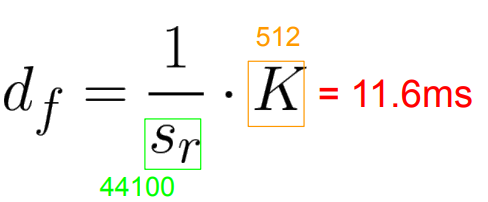 512
d_f = 1/s_r · K = 11.6ms
44100